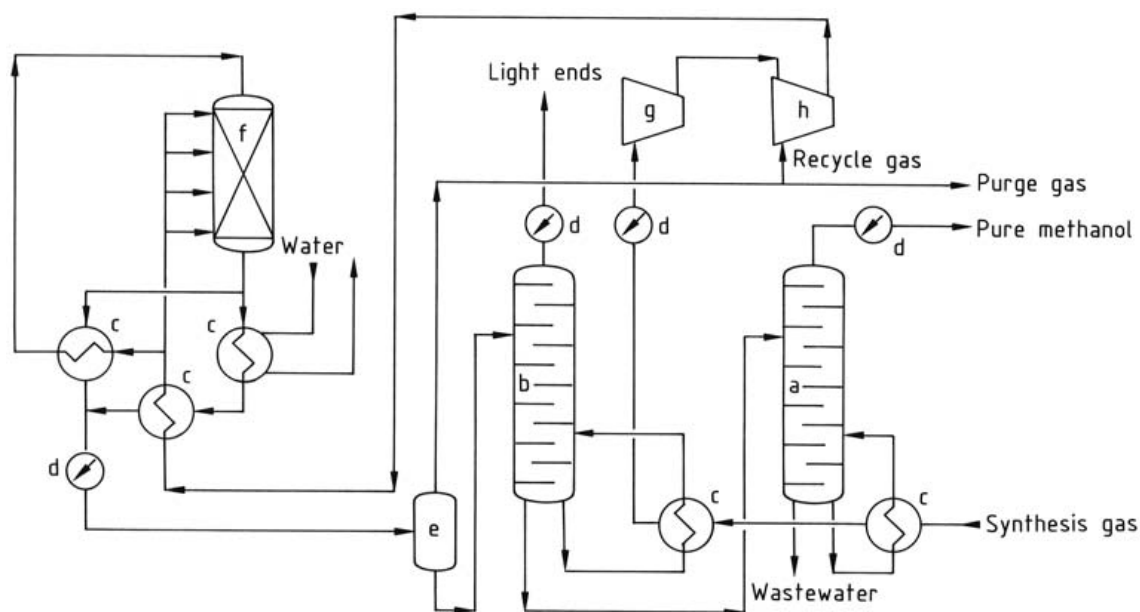 Light ends
g
h
f
Recycle gas
Purge gas
d
d
d
Pure methanol
Water
c
c
b
a
c
d
c
c
e
Synthesis gas
Wastewater